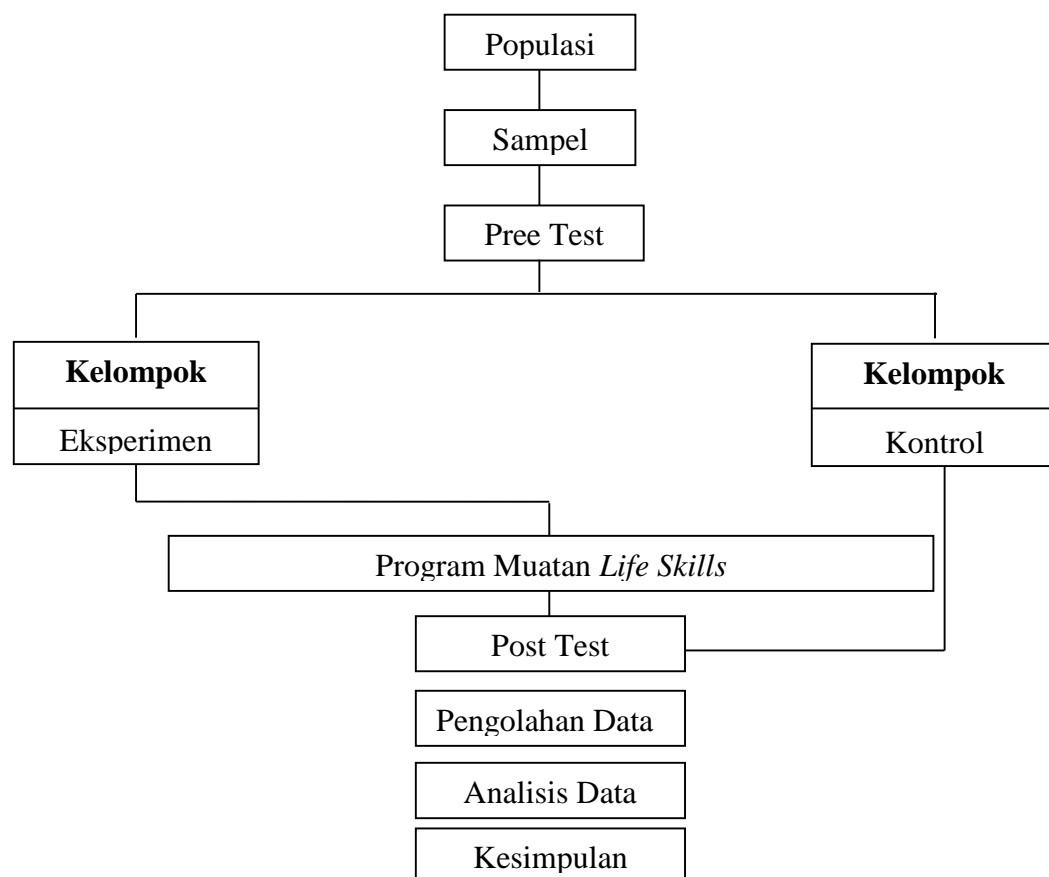 Populasi
Sampel
Pree Test
Kelompok
Eksperimen
Kelompok
Kontrol
Program Muatan Life Skills
Post Test
Pengolahan Data
Analisis Data
Kesimpulan